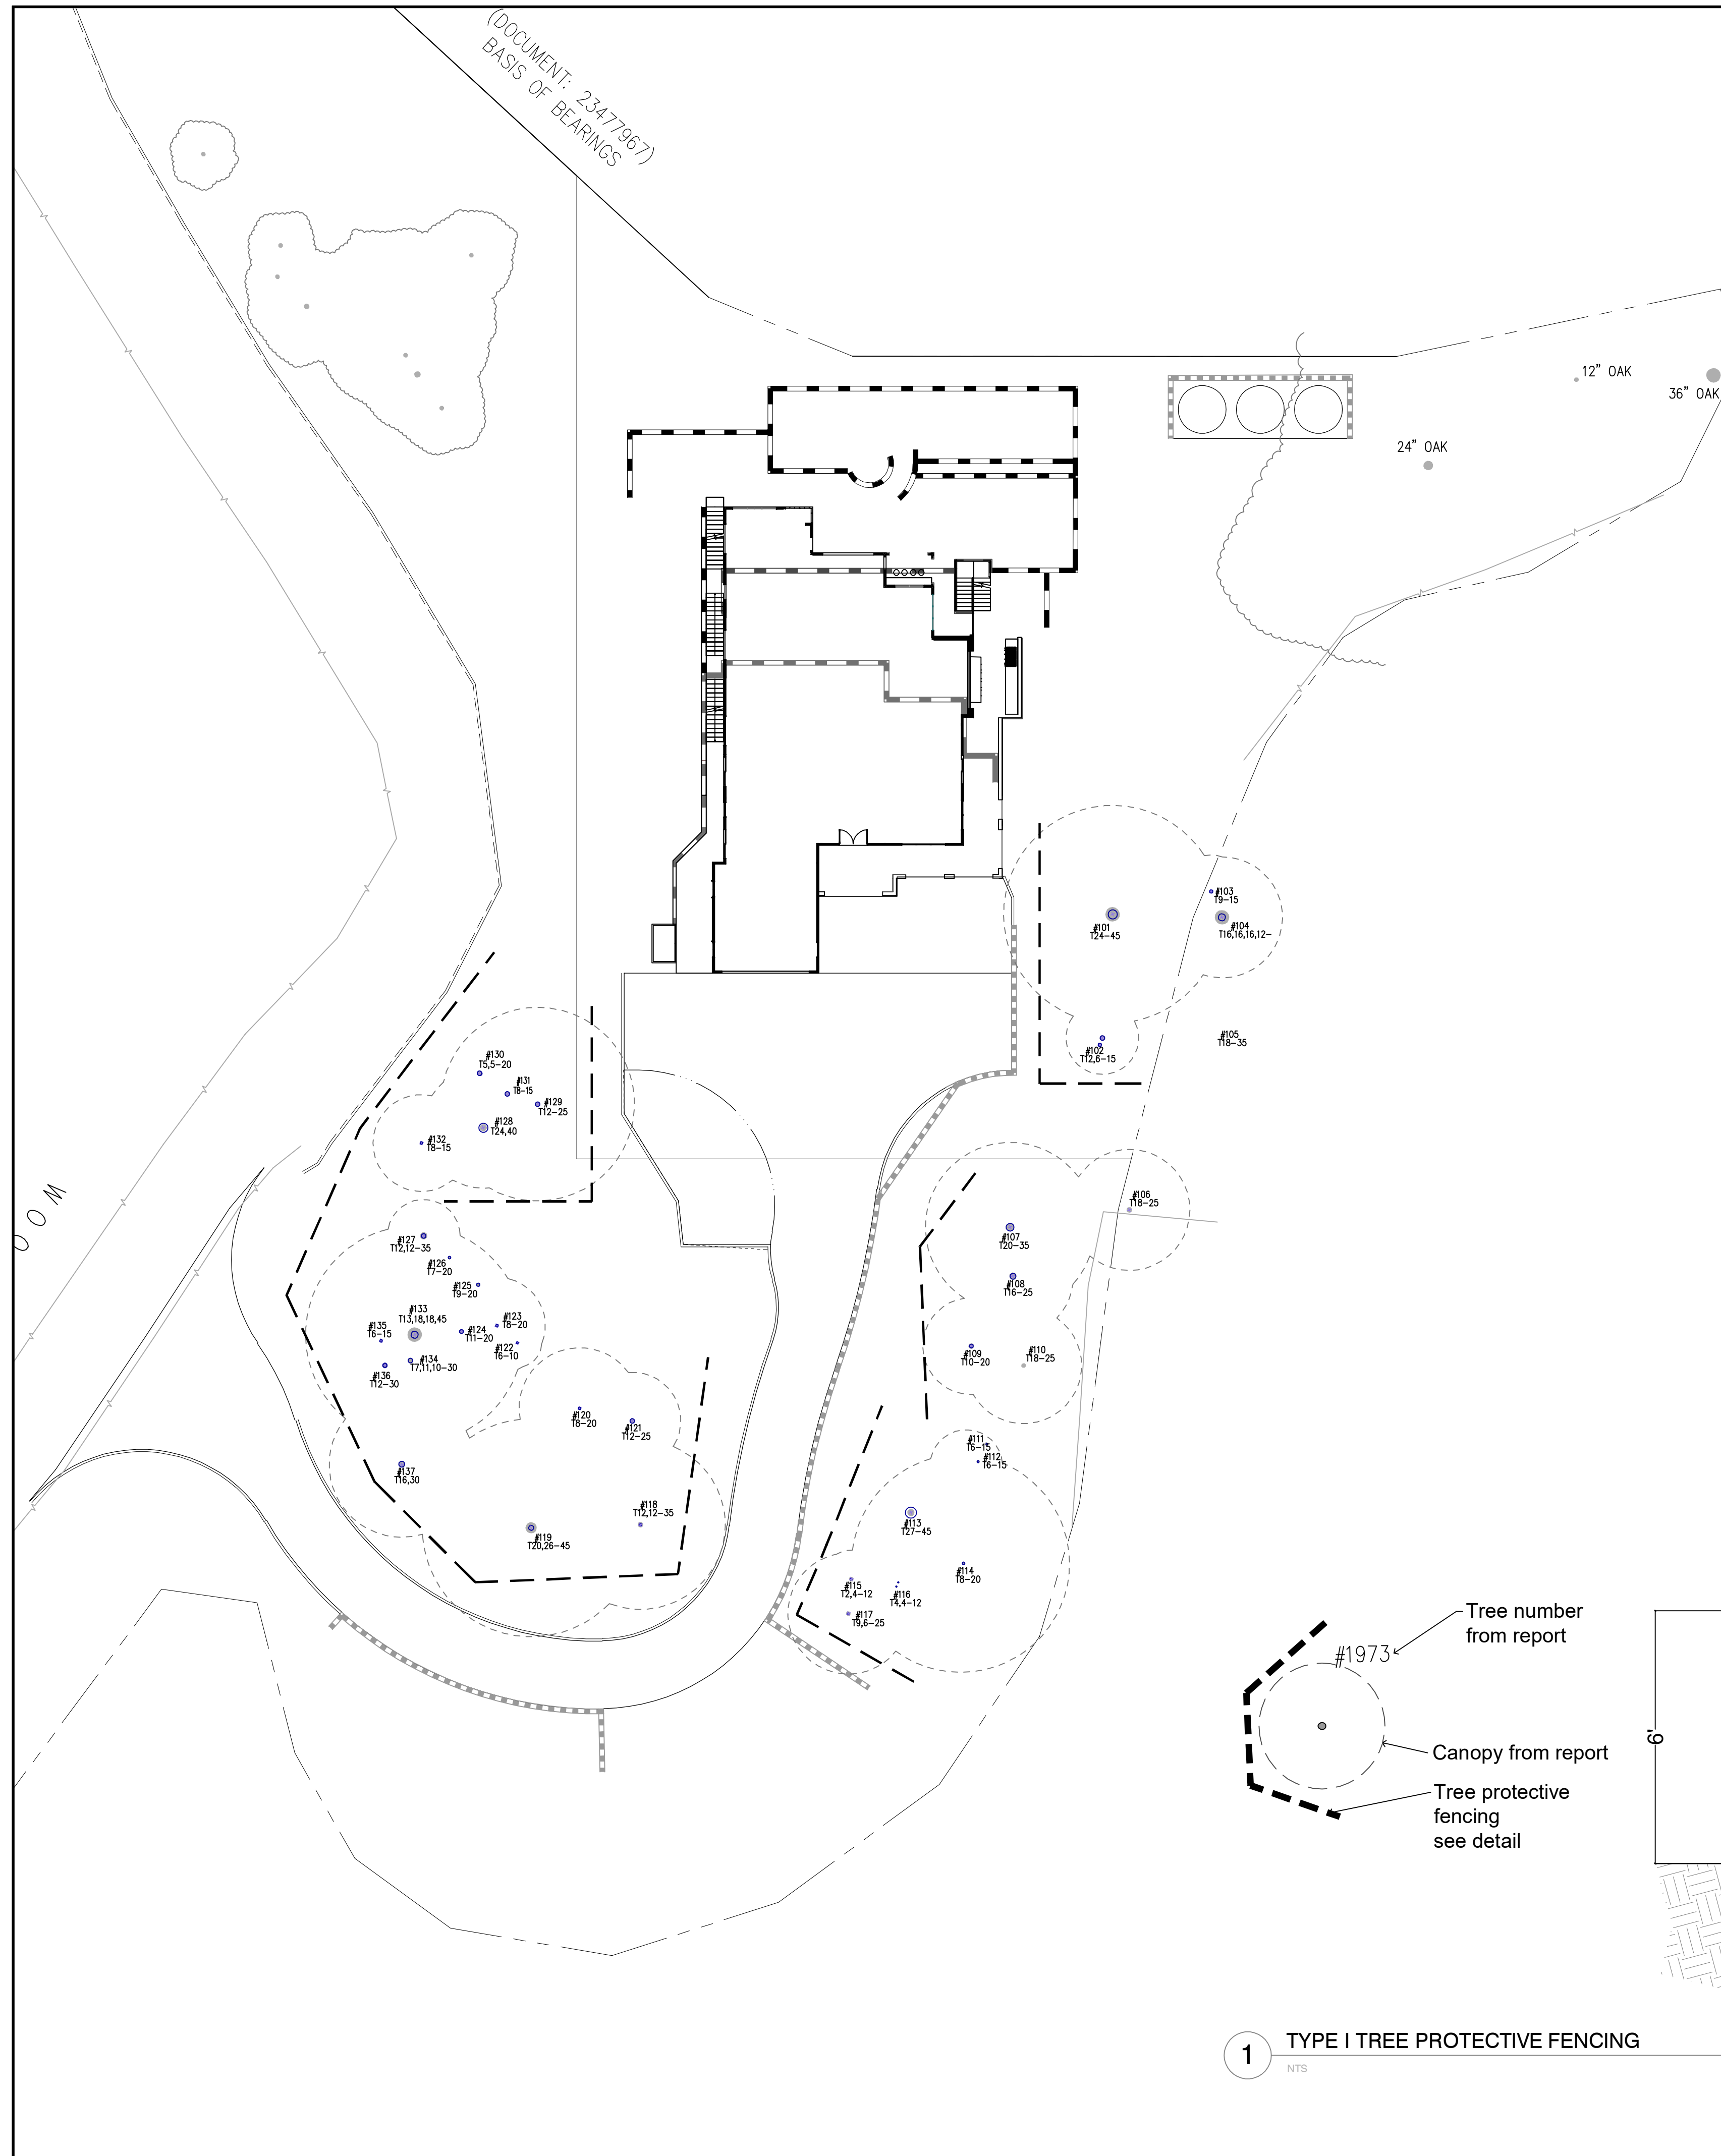 (DOCUMENT: 23477967)
BASIS OF BEARINGS
12” OAK
36” OAK
24” OAK
#103
T9-15
#101
T24-45
#104
T16,16,16,12-
#105
T18-35
#102
T12,6-15
#130
T5,5-20
#131
T8-15
#129
T12-25
#128
T24,40
#132
T8-15
W
O O
#106
T18-25
#127
T12,12-35
#107
T20-35
#126
T7-20
#125
T9-20
#108
T16-25
#133
T13,18,18,45
#123
T8-20
#135
T6-15
#124
T11-20
#122
T6-10
#109
T10-20
#110
T18-25
#134
T7,11,10-30
#136
T12-30
#120
T8-20
#121
T12-25
#111
T6-15
#112
T6-15
#137
T16,30
#118
T12,12-35
#113
T27-45
#119
T20,26-45
#114
T8-20
#115
T2,4-12
#116
T4,4-12
#117
T9,6-25
Tree number
from report
#1973
6'
Canopy from report
Tree protective
fencing
see detail
1
TYPE I TREE PROTECTIVE FENCING
NTS